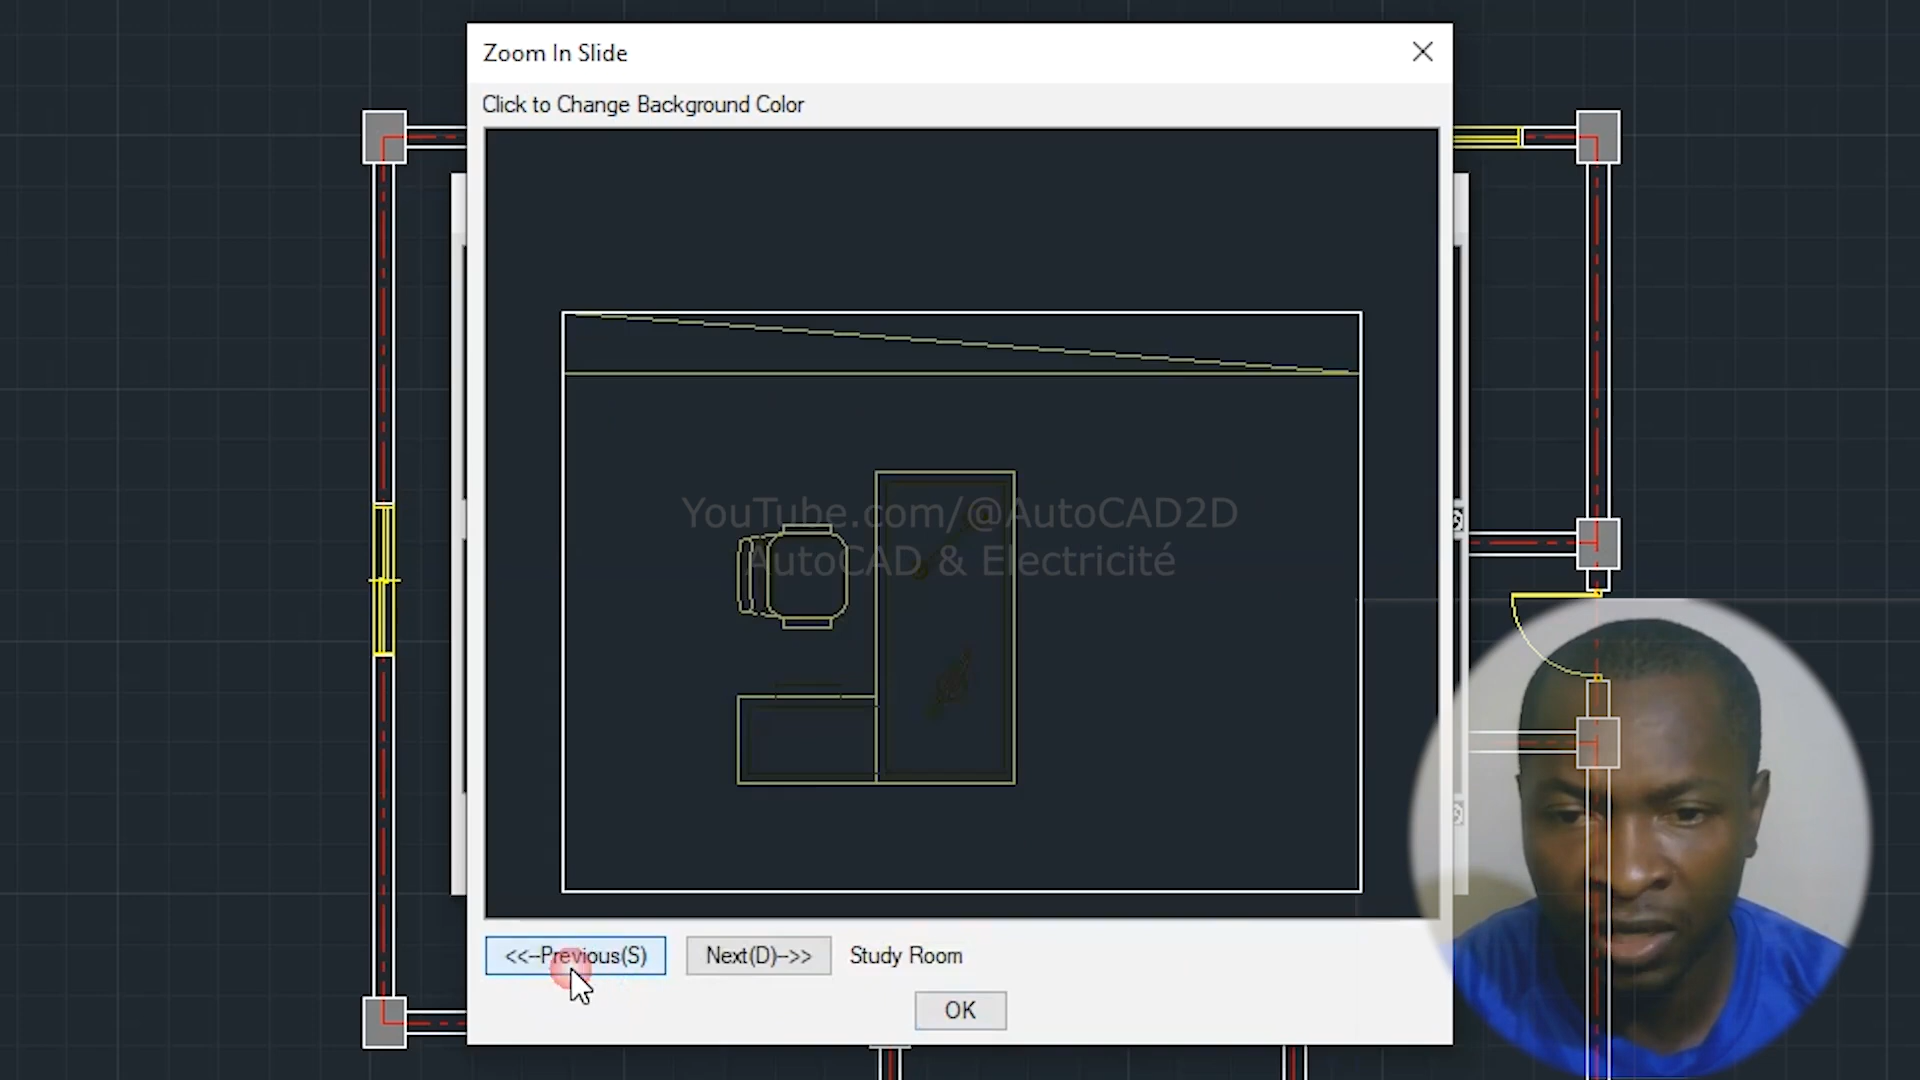 Zoom In Slide
Click to Change Background Color
YouTube.com/@AutoCAD2D
AutoCAD & Electricité
<<--Previous(S)
Next(D)-->>
Study Room
OK